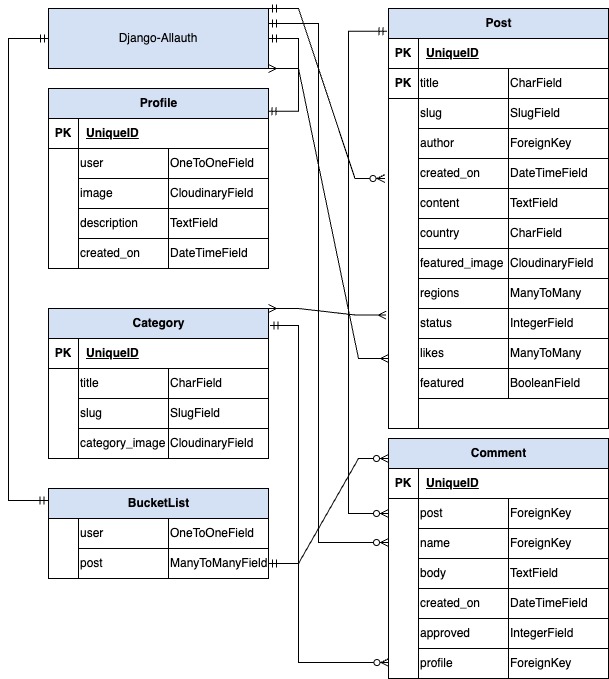 Django-Allauth
Profile
PK UniqueID
user OneToOneField
image CloudinaryField
description TextField
created_on DateTimeField
Category
PK UniqueID
title CharField
slug SlugField
category_image CloudinaryField
BucketList
user OneToOneField
post ManyToManyField
Post
PK UniqueID
PK title CharField
slug SlugField
author ForeignKey
created_on DateTimeField
content TextField
country CharField
featured_image CloudinaryField
regions ManyToMany
status IntegerField
likes ManyToMany
featured BooleanField
Comment
PK UniqueID
post ForeignKey
name ForeignKey
body TextField
created_on DateTimeField
approved IntegerField
profile ForeignKey